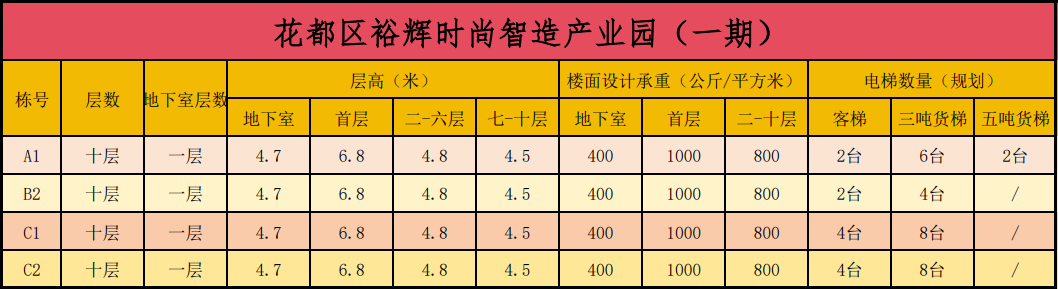 花都区裕辉时尚智造产业园（一期）
栋号 层数 地下室层数 层高（米） 楼面设计承重（公斤/平方米） 电梯数量（规划）
地下室 首层 二-六层 七-十层 地下室 首层 二-十层 客梯 三吨货梯 五吨货梯
A1 十层 一层 4.7 6.8 4.8 4.5 400 1000 800 2台 6台 2台
B2 十层 一层 4.7 6.8 4.8 4.5 400 1000 800 2台 4台 /
C1 十层 一层 4.7 6.8 4.8 4.5 400 1000 800 4台 8台 /
C2 十层 一层 4.7 6.8 4.8 4.5 400 1000 800 4台 8台 /